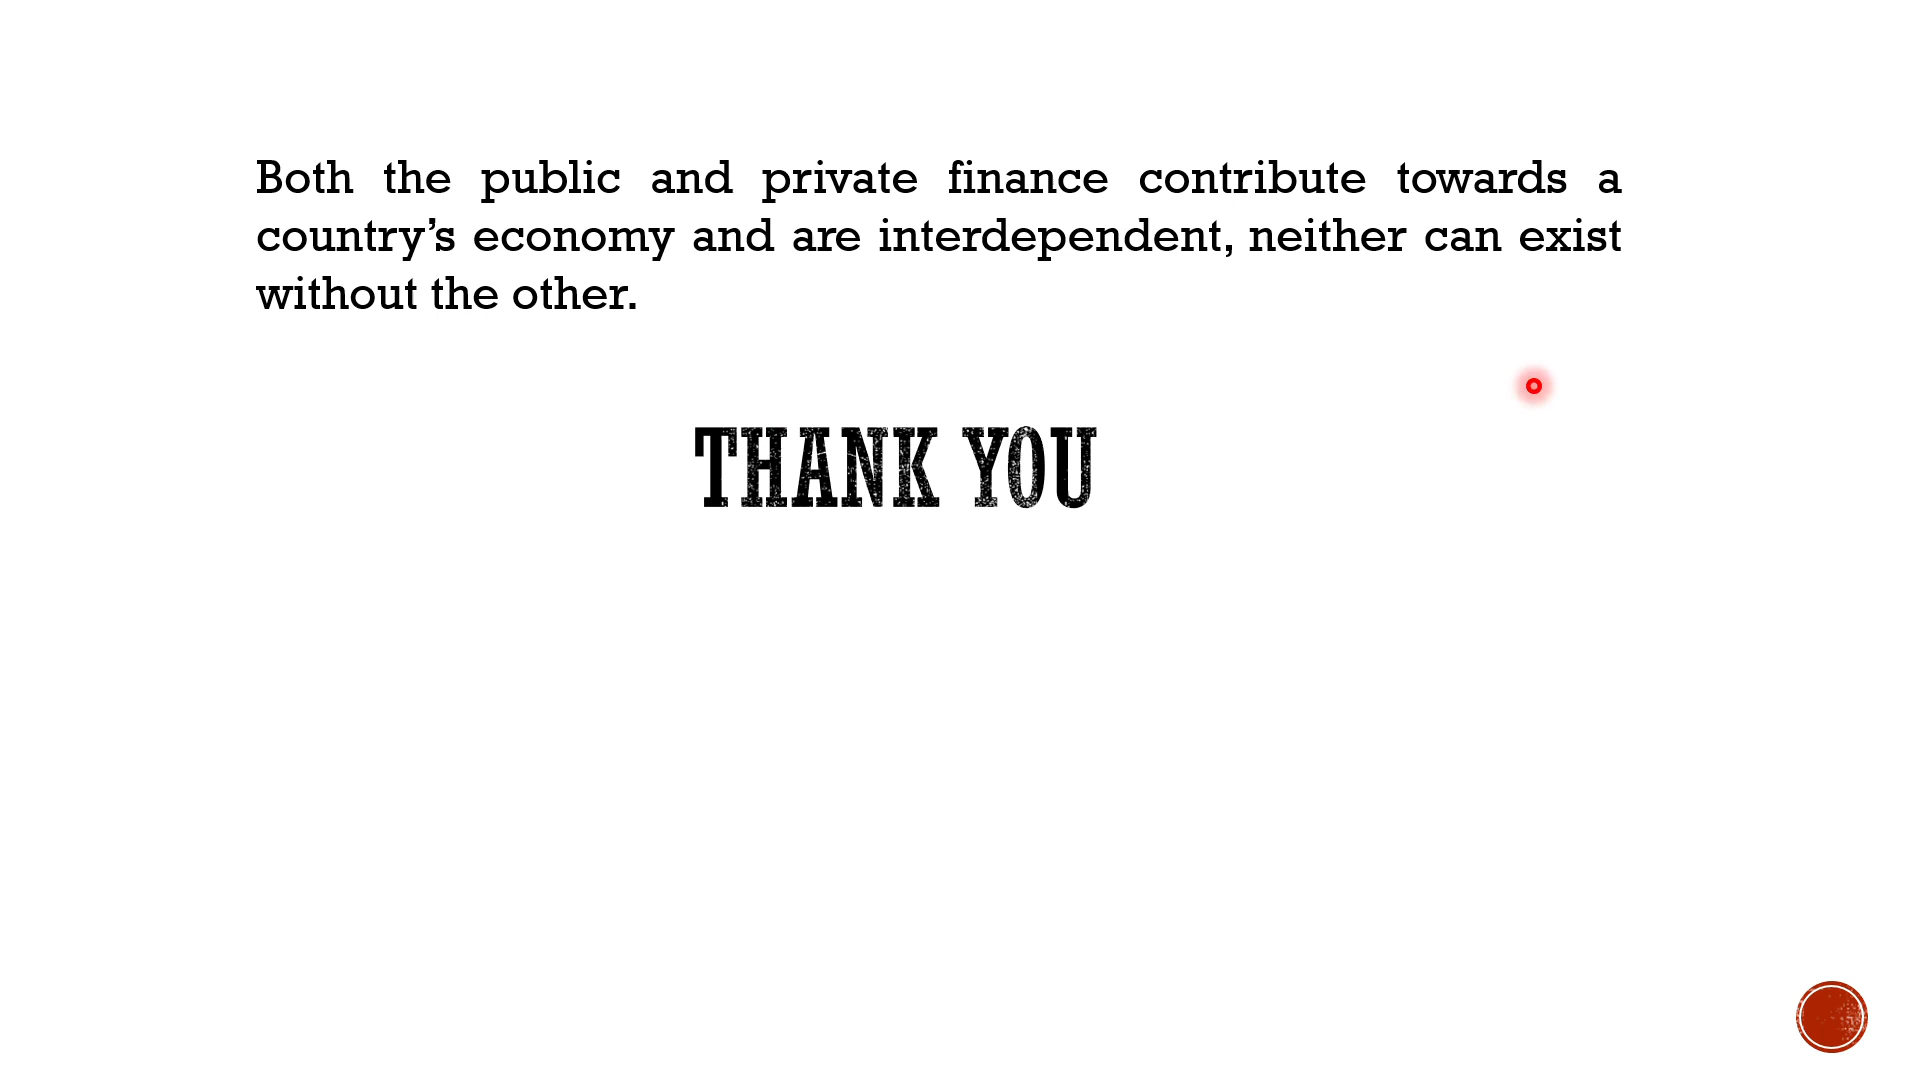 Both the public and private finance contribute towards a
country’s economy and are interdependent, neither can exist
without the other.
THANK YOU